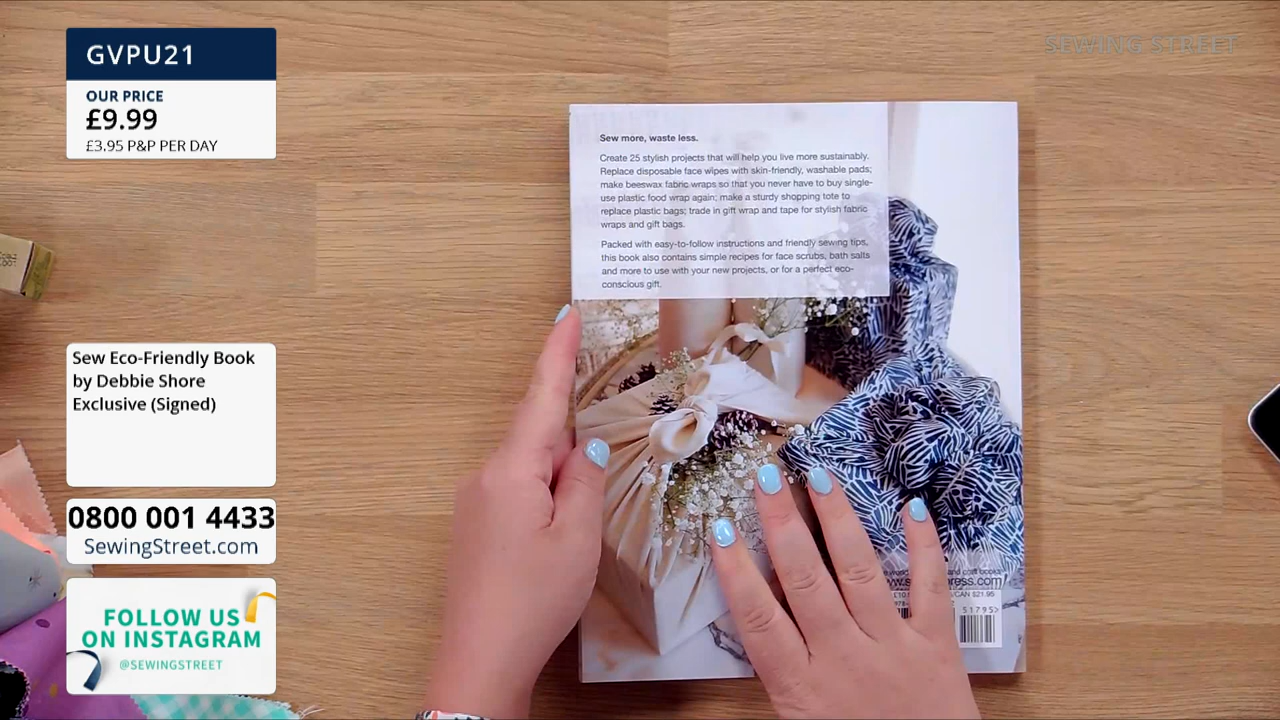 GVPU21
OUR PRICE
£9.99
£3.95 P&P PER DAY
Sew Eco-Friendly Book
by Debbie Shore
Exclusive (Signed)
0800 001 4433
SewingStreet.com
FOLLOW US
ON INSTAGRAM
@SEWINGSTREET
SEWING STREET
Sew more, waste less.
Create 25 stylish projects that will help you live more sustainably.
Replace disposable face wipes with skin-friendly, washable pads;
make beeswax fabric wraps so that you never have to buy single-
use plastic food wrap again; make a sturdy shopping tote to
replace plastic bags; trade in gift wrap and tape for stylish fabric
wraps and gift bags.
Packed with easy-to-follow instructions and friendly sewing tips,
this book also contains simple recipes for face scrubs, bath salts
and more to use with your new projects, or for a perfect eco-
conscious gift.
/CAN $21.95
51795>